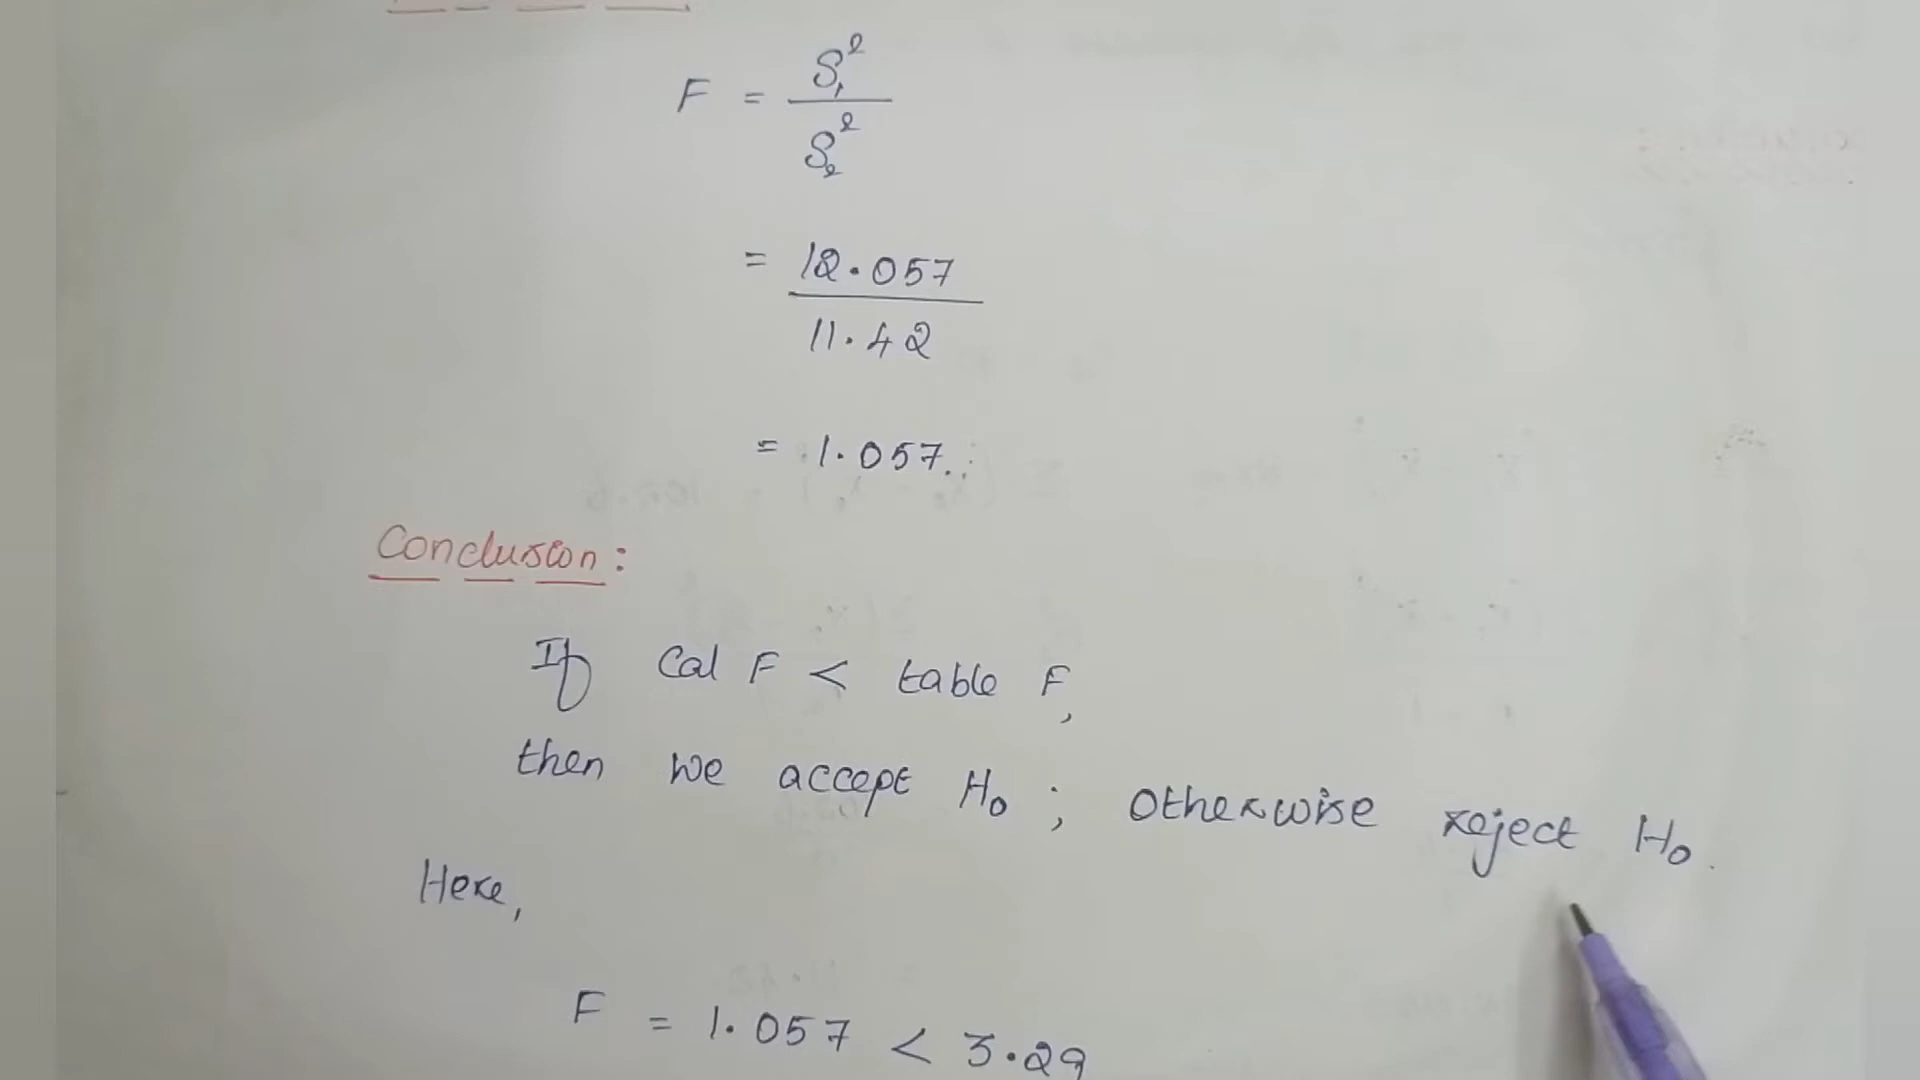 F = S₁² / S₂²
= 12.057 / 11.42
= 1.057.
Conclusion:
If Cal F < table F,
then we accept H₀ ; Otherwise reject H₀.
Here,
F = 1.057 < 3.29